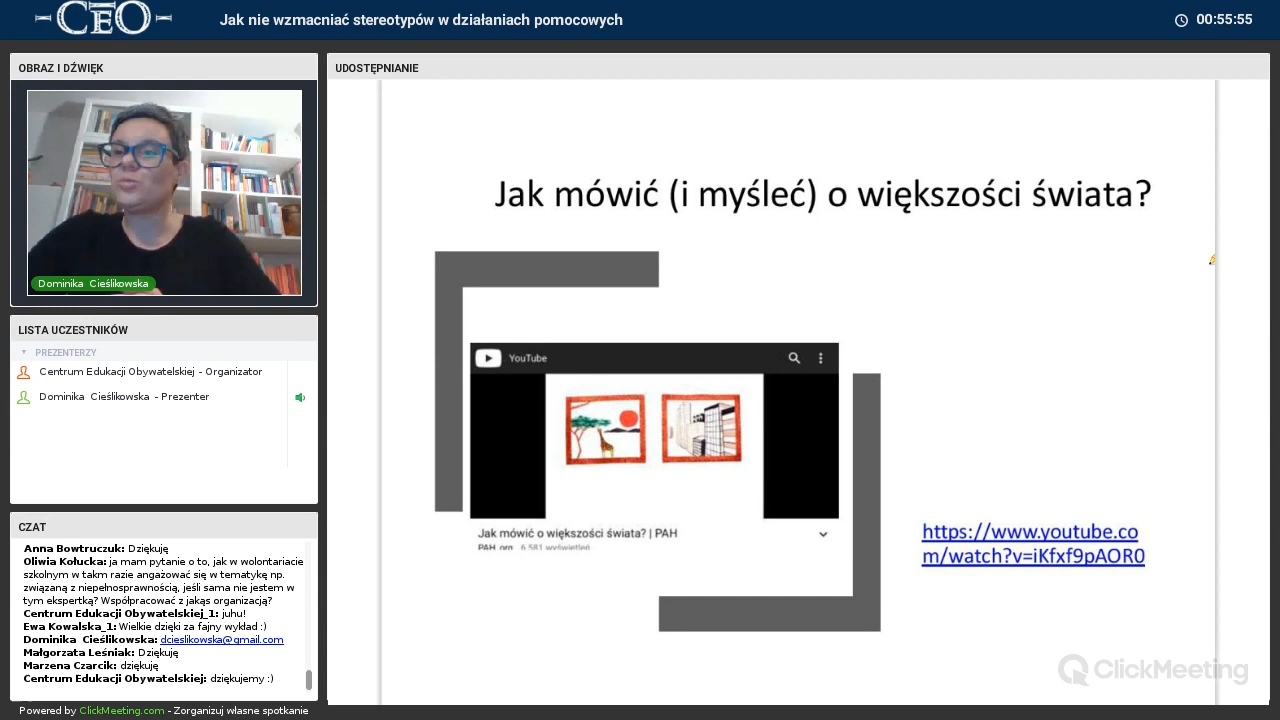 CEO
Jak nie wzmacniać stereotypów w działaniach pomocowych
00:55:55
OBRAZ I DŹWIĘK
Dominika Cieślikowska
LISTA UCZESTNIKÓW
PREZENTERZY
Centrum Edukacji Obywatelskiej - Organizator
Dominika Cieślikowska - Prezenter
CZAT
Anna Bowtruczuk: Dziękuję
Oliwia Kołucka: ja mam pytanie o to, jak w wolontariacie
szkolnym w takm razie angażować się w tematykę np.
związaną z niepełnosprawnością, jeśli sama nie jestem w
tym ekspertką? Współpracować z jakąs organizacją?
Centrum Edukacji Obywatelskiej_1: juhu!
Ewa Kowalska_1: Wielkie dzięki za fajny wykład :)
Dominika Cieślikowska: dcieslikowska@gmail.com
Małgorzata Leśniak: Dziękuję
Marzena Czarcik: dziękuję
Centrum Edukacji Obywatelskiej: dziękujemy :)
Powered by ClickMeeting.com - Zorganizuj własne spotkanie
UDOSTĘPNIANIE
Jak mówić (i myśleć) o większości świata?
YouTube
Jak mówić o większości świata? | PAH
PAH_org 6 581 wyświetleń
https://www.youtube.co
m/watch?v=iKfxf9pAOR0
ClickMeeting